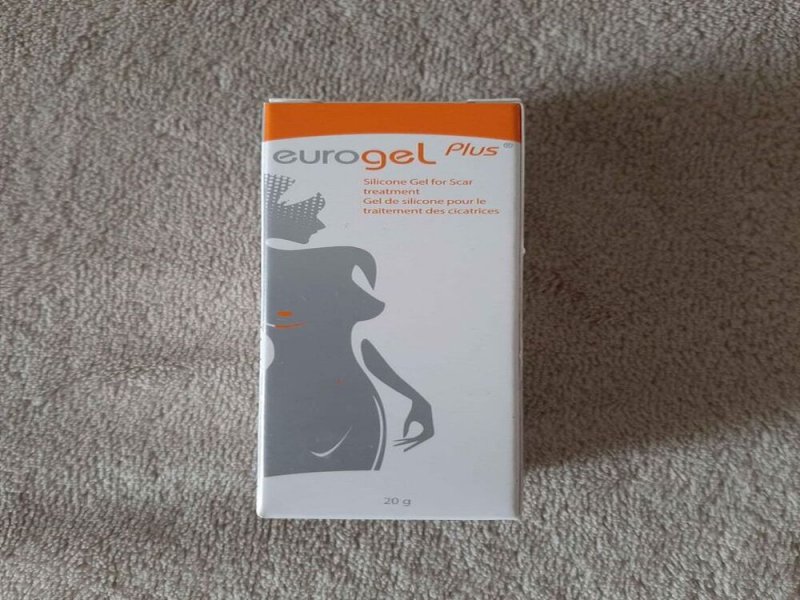 eurogel Plus®
Silicone Gel for Scar
treatment
Gel de silicone pour le
traitement des cicatrices
20 g